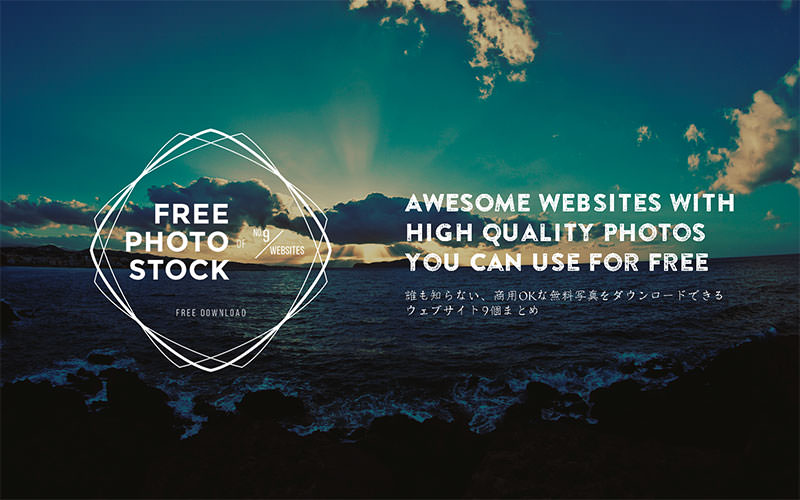 FREE
PHOTO
STOCK
OF
NO.9
WEBSITES
FREE DOWNLOAD
AWESOME WEBSITES WITH
HIGH QUALITY PHOTOS
YOU CAN USE FOR FREE
誰も知らない、商用OKな無料写真をダウンロードできる
ウェブサイト9個まとめ